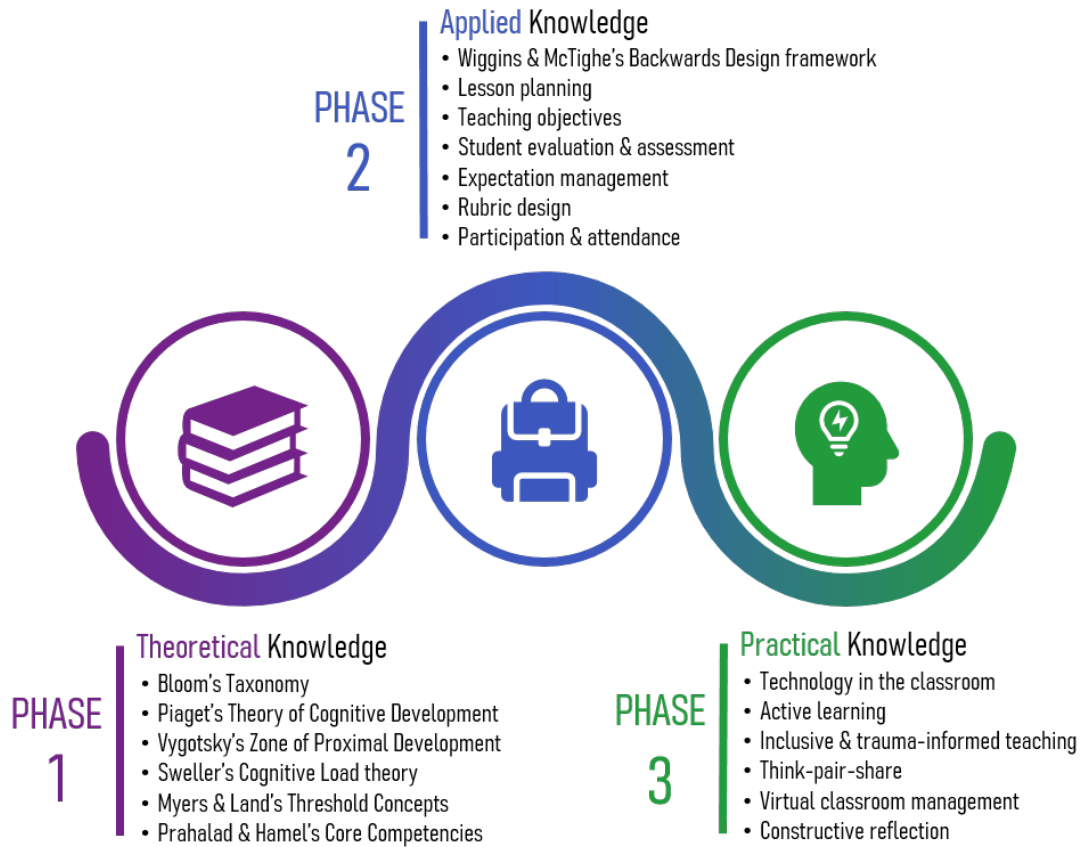 PHASE
2
Applied Knowledge
• Wiggins & McTighe's Backwards Design framework
• Lesson planning
• Teaching objectives
• Student evaluation & assessment
• Expectation management
• Rubric design
• Participation & attendance
PHASE
1
Theoretical Knowledge
• Bloom's Taxonomy
• Piaget's Theory of Cognitive Development
• Vygotsky's Zone of Proximal Development
• Sweller's Cognitive Load theory
• Myers & Land's Threshold Concepts
• Prahalad & Hamel's Core Competencies
PHASE
3
Practical Knowledge
• Technology in the classroom
• Active learning
• Inclusive & trauma-informed teaching
• Think-pair-share
• Virtual classroom management
• Constructive reflection